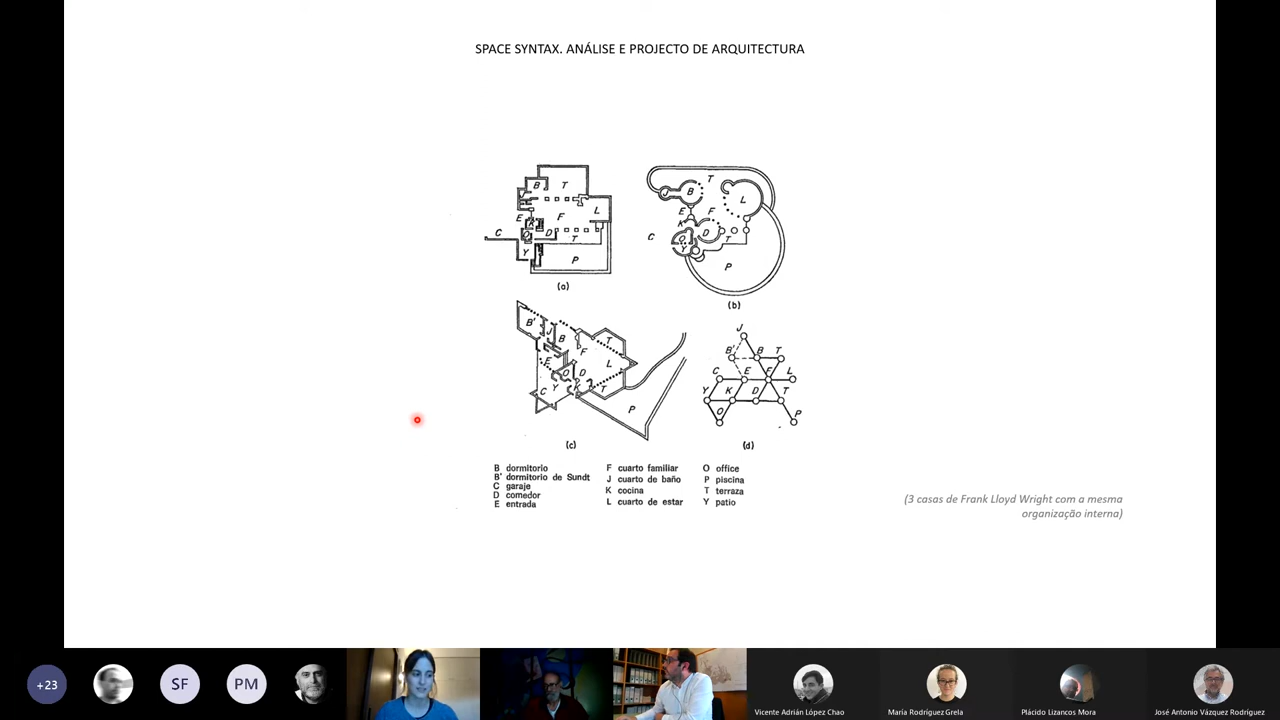 SPACE SYNTAX. ANÁLISE E PROJECTO DE ARQUITECTURA
B
T
E
F
L
C
O
D
T
Y
P
(a)
T
J
B
L
E
F
K
C
O
D
T
Y
P
(b)
B'
J
B
F
T
E
L
O
D
Y
K
T
C
P
(c)
J
B'
B
T
C
E
F
L
Y
K
D
T
O
P
(d)
B dormitorio
B' dormitorio de Sundt
C garaje
D comedor
E entrada
F cuarto familiar
J cuarto de baño
K cocina
L cuarto de estar
O office
P piscina
T terraza
Y patio
(3 casas de Frank Lloyd Wright com a mesma
organização interna)
+23
SF
PM
Vicente Adrián López Chao
María Rodríguez Grela
Plácido Lizancos Mora
José Antonio Vázquez Rodríguez